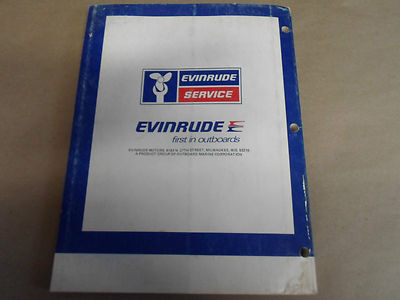 EVINRUDE
SERVICE
EVINRUDE
first in outboards
EVINRUDE MOTORS, N. 27TH STREET, MILWAUKEE, WIS. 53216
A PRODUCT GROUP OF OUTBOARD MARINE CORPORATION